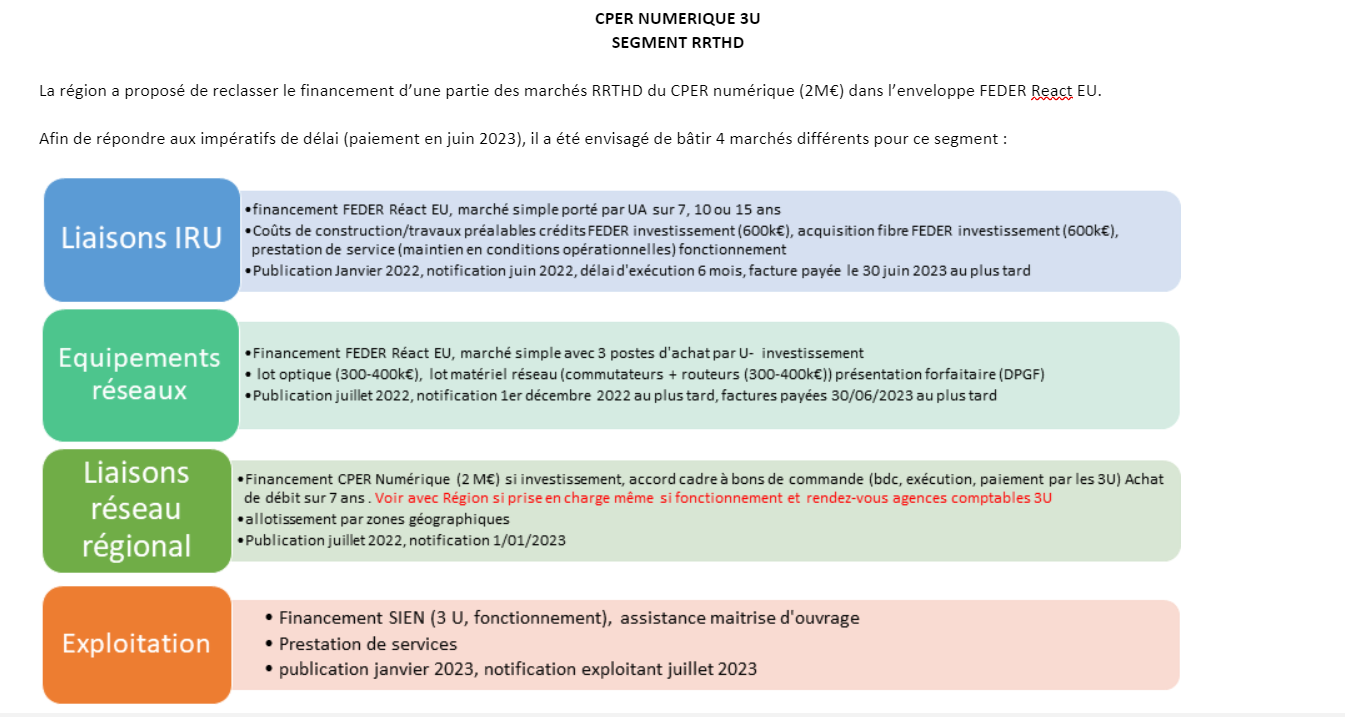 CPER NUMERIQUE 3U
SEGMENT RRTHD
La région a proposé de reclasser le financement d’une partie des marchés RRTHD du CPER numérique (2M€) dans l’enveloppe FEDER React EU.
Afin de répondre aux impératifs de délai (paiement en juin 2023), il a été envisagé de bâtir 4 marchés différents pour ce segment :
Liaisons IRU
•financement FEDER Réact EU, marché simple porté par UA sur 7, 10 ou 15 ans
•Coûts de construction/travaux préalables crédits FEDER investissement (600k€), acquisition fibre FEDER investissement (600k€),
prestation de service (maintien en conditions opérationnelles) fonctionnement
•Publication Janvier 2022, notification juin 2022, délai d'exécution 6 mois, facture payée le 30 juin 2023 au plus tard
Equipements
réseaux
•Financement FEDER Réact EU, marché simple avec 3 postes d'achat par U- investissement
• lot optique (300-400k€), lot matériel réseau (commutateurs + routeurs (300-400k€)) présentation forfaitaire (DPGF)
•Publication juillet 2022, notification 1er décembre 2022 au plus tard, factures payées 30/06/2023 au plus tard
Liaisons
réseau
régional
•Financement CPER Numérique (2 M€) si investissement, accord cadre à bons de commande (bdc, exécution, paiement par les 3U) Achat
de débit sur 7 ans . Voir avec Région si prise en charge même si fonctionnement et rendez-vous agences comptables 3U
•allotissement par zones géographiques
•Publication juillet 2022, notification 1/01/2023
Exploitation
• Financement SIEN (3 U, fonctionnement), assistance maitrise d'ouvrage
• Prestation de services
• publication janvier 2023, notification exploitant juillet 2023